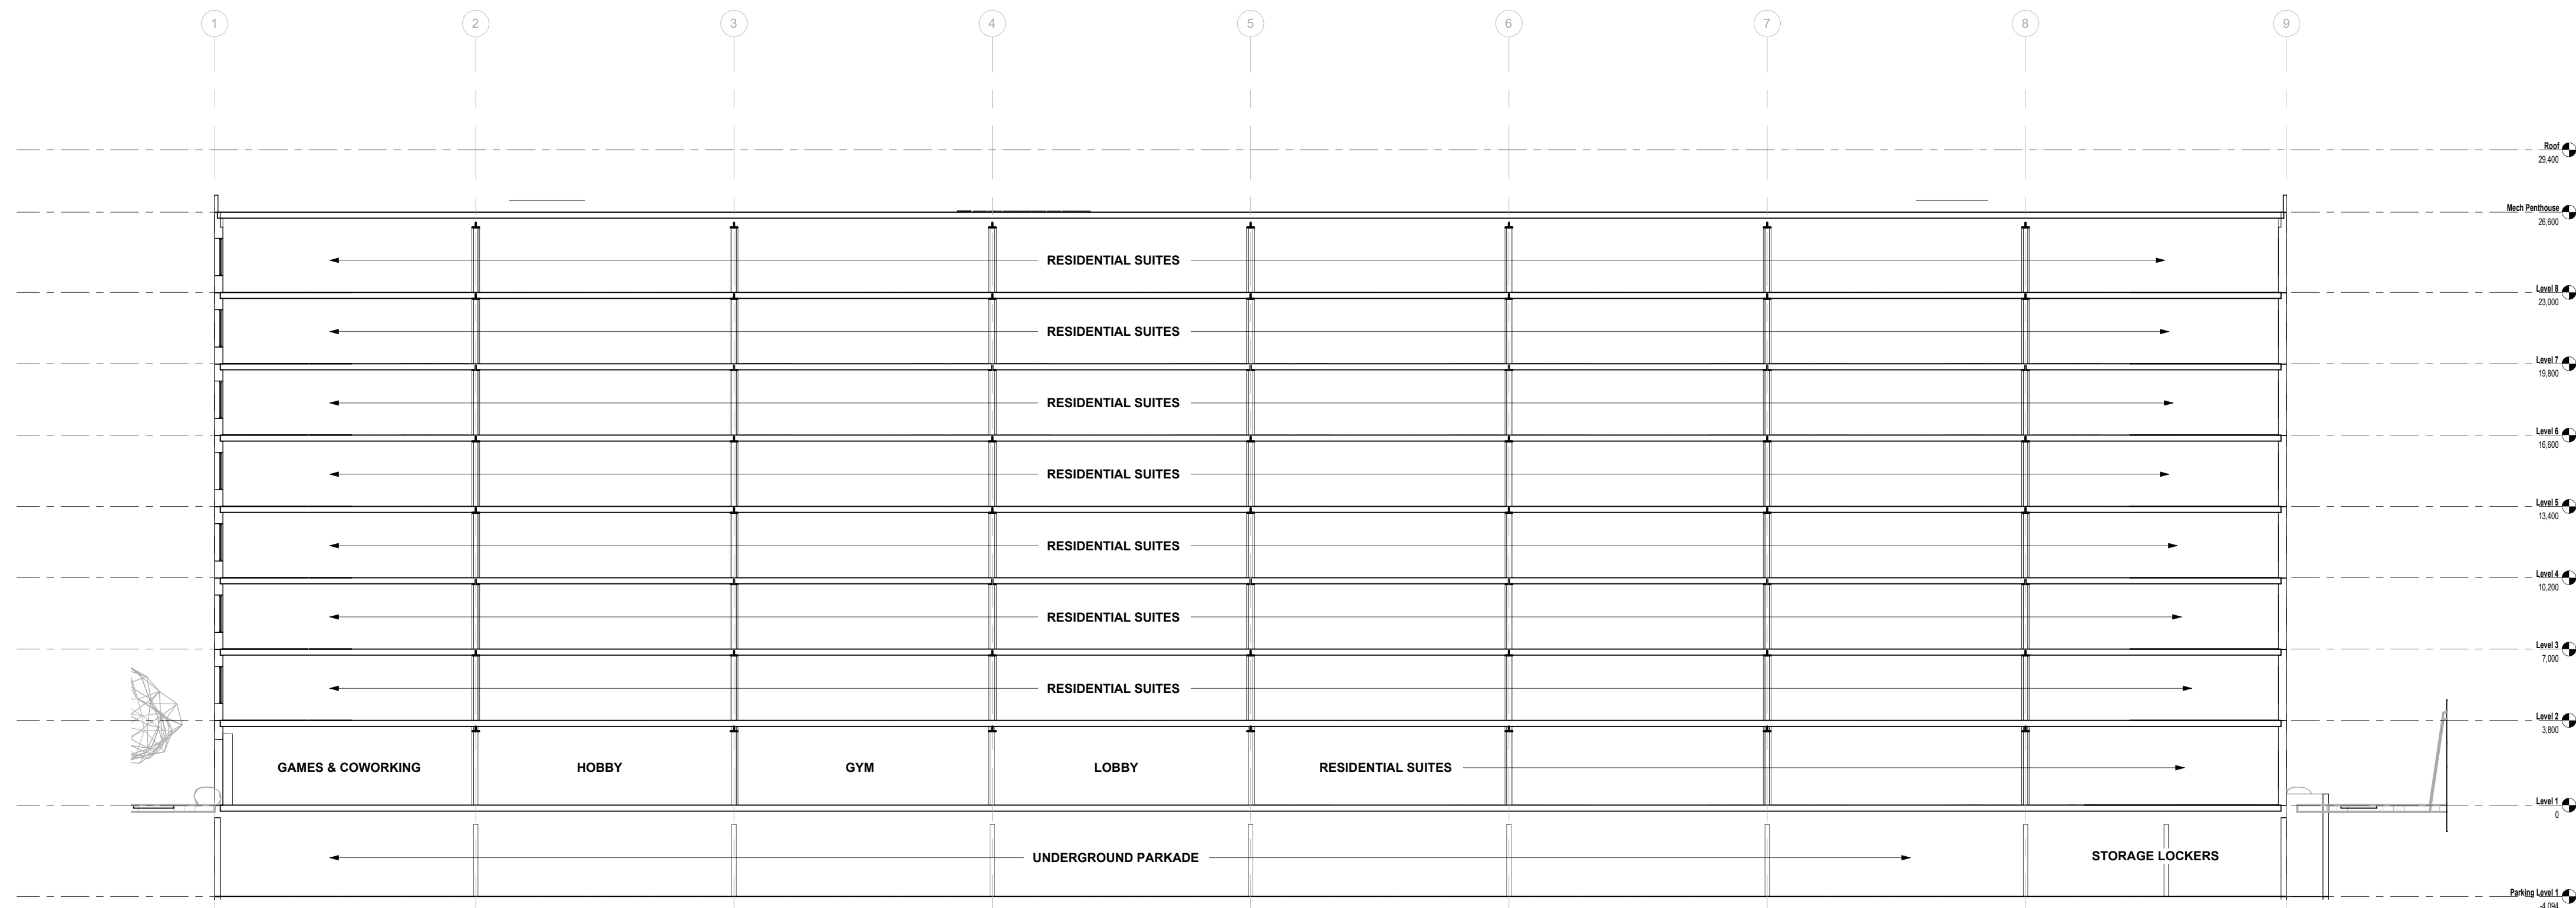 1 2 3 4 5 6 7 8 9
Roof
29,400
Mech Penthouse
26,600
RESIDENTIAL SUITES
Level 8
23,000
RESIDENTIAL SUITES
Level 7
19,800
RESIDENTIAL SUITES
Level 6
16,600
RESIDENTIAL SUITES
Level 5
13,400
RESIDENTIAL SUITES
Level 4
10,200
RESIDENTIAL SUITES
Level 3
7,000
RESIDENTIAL SUITES
Level 2
3,800
GAMES & COWORKING HOBBY GYM LOBBY RESIDENTIAL SUITES
Level 1
0
UNDERGROUND PARKADE STORAGE LOCKERS
Parking Level 1
-4,094